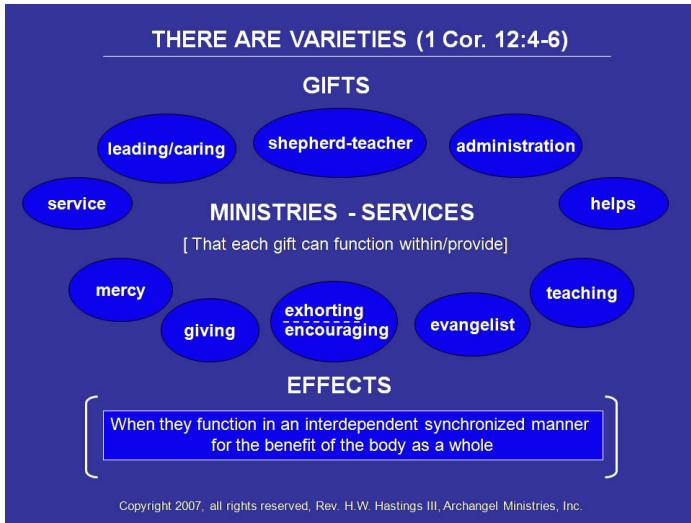 THERE ARE VARIETIES (1 Cor. 12:4-6)
GIFTS
leading/caring
shepherd-teacher
administration
service
MINISTRIES - SERVICES
helps
[ That each gift can function within/provide]
mercy
giving
exhorting
encouraging
evangelist
teaching
EFFECTS
When they function in an interdependent synchronized manner
for the benefit of the body as a whole
Copyright 2007, all rights reserved, Rev. H.W. Hastings III, Archangel Ministries, Inc.